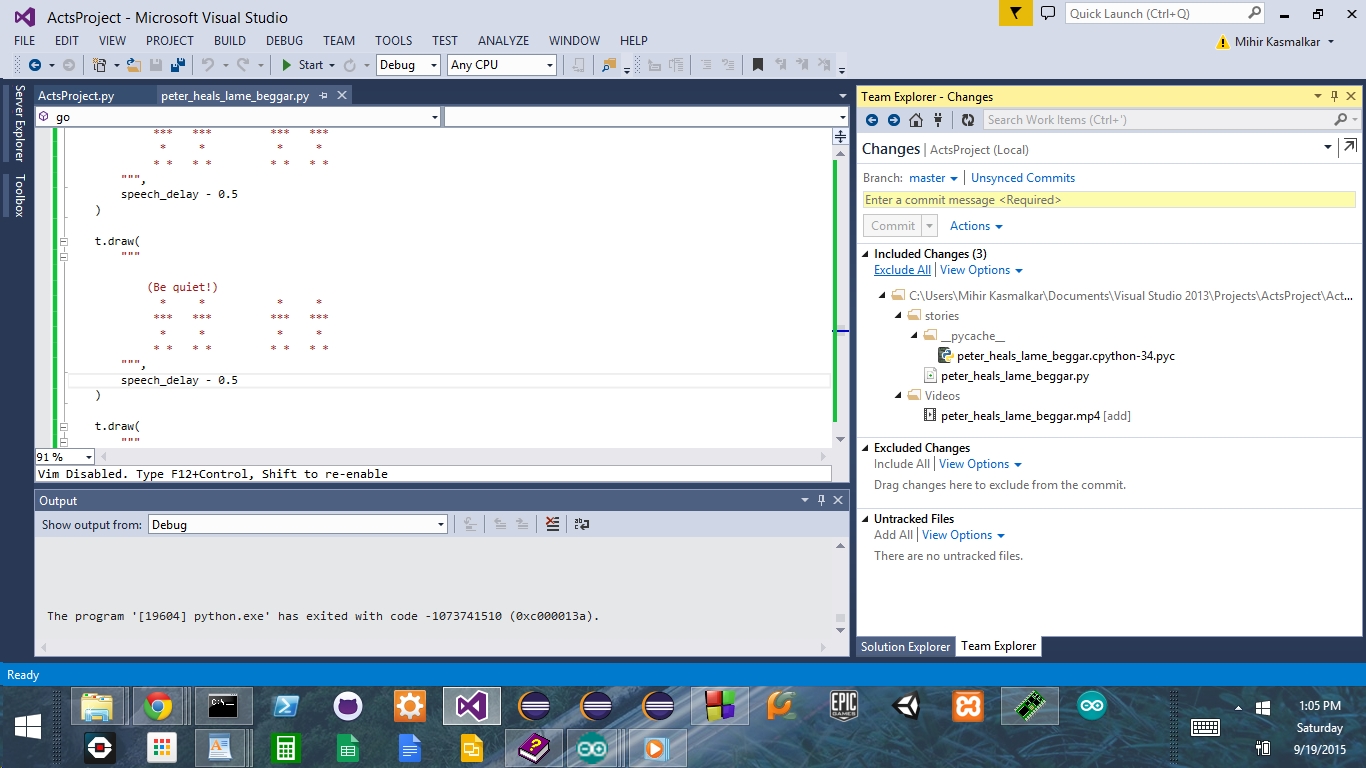 ActsProject - Microsoft Visual Studio
Quick Launch (Ctrl+Q)
FILE EDIT VIEW PROJECT BUILD DEBUG TEAM TOOLS TEST ANALYZE WINDOW HELP
Mihir Kasmalkar
Start Debug Any CPU
Server Explorer
Toolbox
ActsProject.py peter_heals_lame_beggar.py
go
*** *** *** ***
* * * *
* * * * * * * *
""",
speech_delay - 0.5
)
t.draw(
"""
(Be quiet!)
* * * *
*** *** *** ***
* * * *
* * * * * * * *
""",
speech_delay - 0.5
)
t.draw(
"""
91 %
Vim Disabled. Type F12+Control, Shift to re-enable
Output
Show output from: Debug
The program '[19604] python.exe' has exited with code -1073741510 (0xc000013a).
Team Explorer - Changes
Search Work Items (Ctrl+')
Changes | ActsProject (Local)
Branch: master Unsynced Commits
Enter a commit message <Required>
Commit Actions
Included Changes (3)
Exclude All View Options
C:\Users\Mihir Kasmalkar\Documents\Visual Studio 2013\Projects\ActsProject\Act...
stories
__pycache__
peter_heals_lame_beggar.cpython-34.pyc
peter_heals_lame_beggar.py
Videos
peter_heals_lame_beggar.mp4 [add]
Excluded Changes
Include All View Options
Drag changes here to exclude from the commit.
Untracked Files
Add All View Options
There are no untracked files.
Solution Explorer Team Explorer
Ready
EPIC
GAMES
1:05 PM
Saturday
9/19/2015